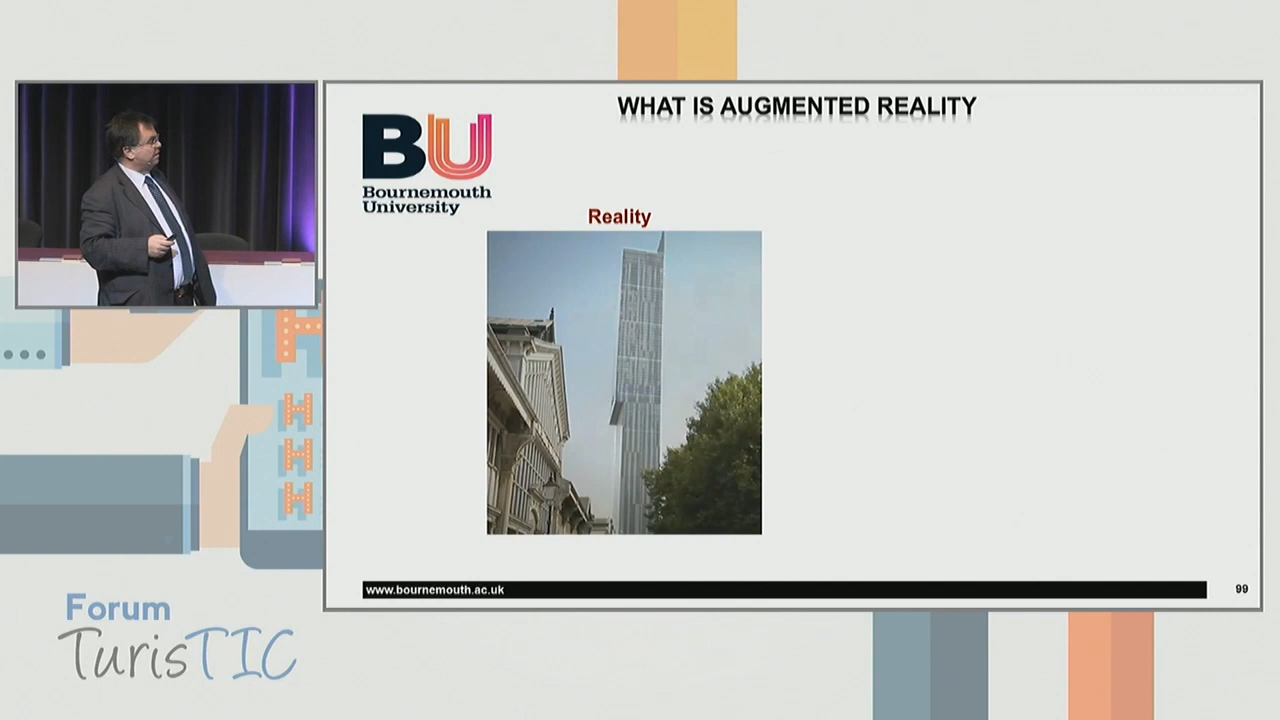 WHAT IS AUGMENTED REALITY
BU
Bournemouth
University
Reality
www.bournemouth.ac.uk
99
H
H
H
H
Forum
TurisTIC